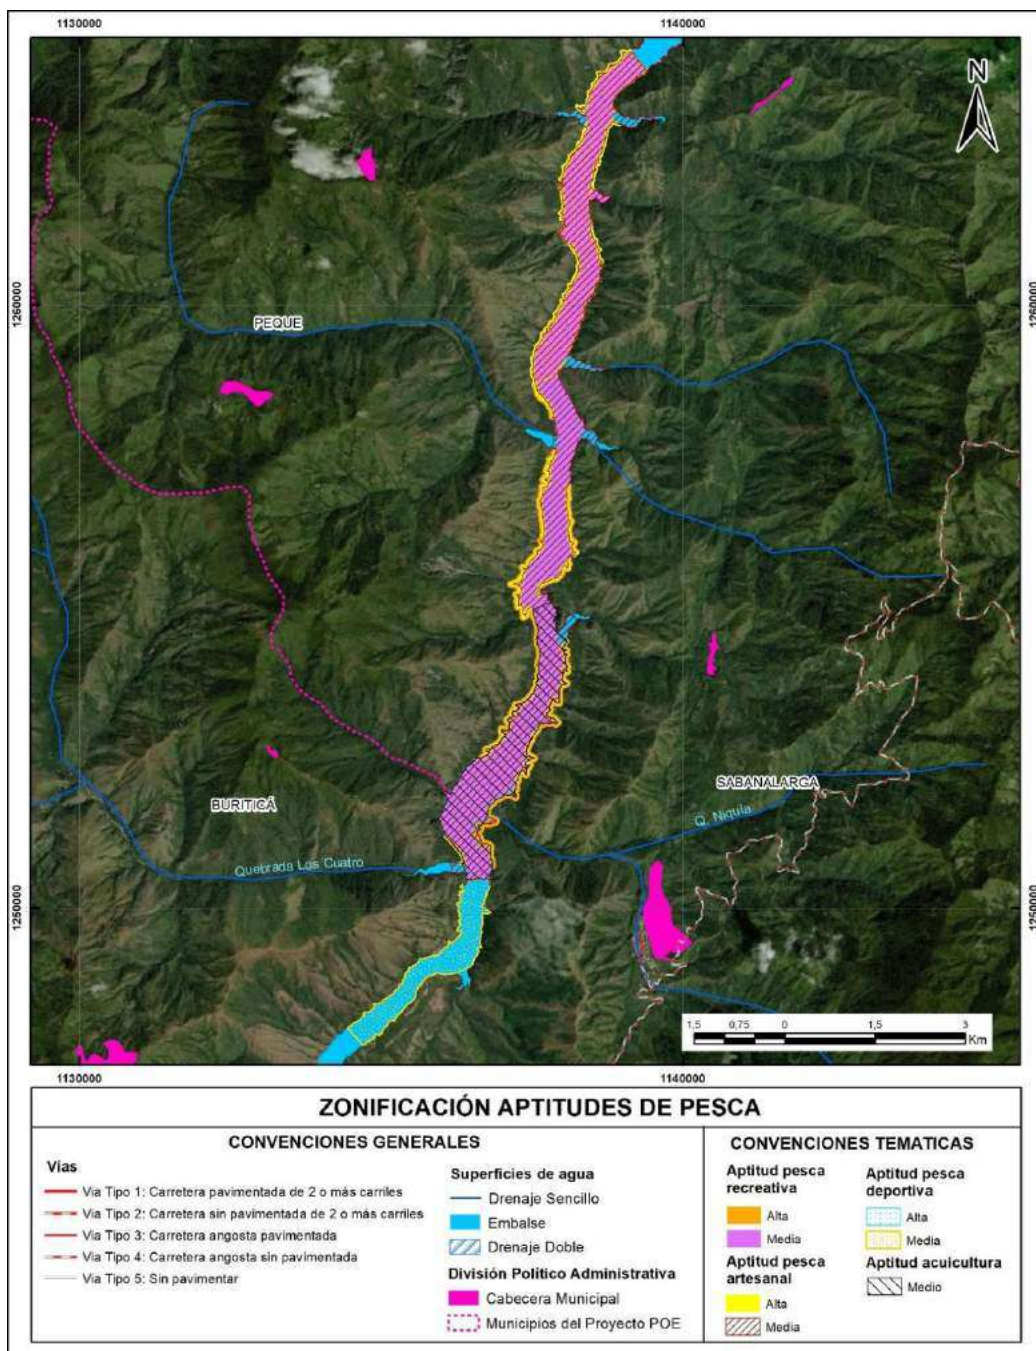 1130000
1140000
N
1260000
1260000
PEQUE
SABANALARGA
BURITICÁ
Q. Niquía
Quebrada Los Cuatro
1250000
1250000
1,5 0,75 0 1,5 3
Km
1130000
1140000
ZONIFICACIÓN APTITUDES DE PESCA
CONVENCIONES GENERALES
Vías
Via Tipo 1: Carretera pavimentada de 2 o más carriles
Via Tipo 2: Carretera sin pavimentada de 2 o más carriles
Via Tipo 3: Carretera angosta pavimentada
Via Tipo 4: Carretera angosta sin pavimentada
Via Tipo 5: Sin pavimentar
Superficies de agua
Drenaje Sencillo
Embalse
Drenaje Doble
División Político Administrativa
Cabecera Municipal
Municipios del Proyecto POE
CONVENCIONES TEMATICAS
Aptitud pesca
recreativa
Alta
Media
Aptitud pesca
artesanal
Alta
Media
Aptitud pesca
deportiva
Alta
Media
Aptitud acuicultura
Medio